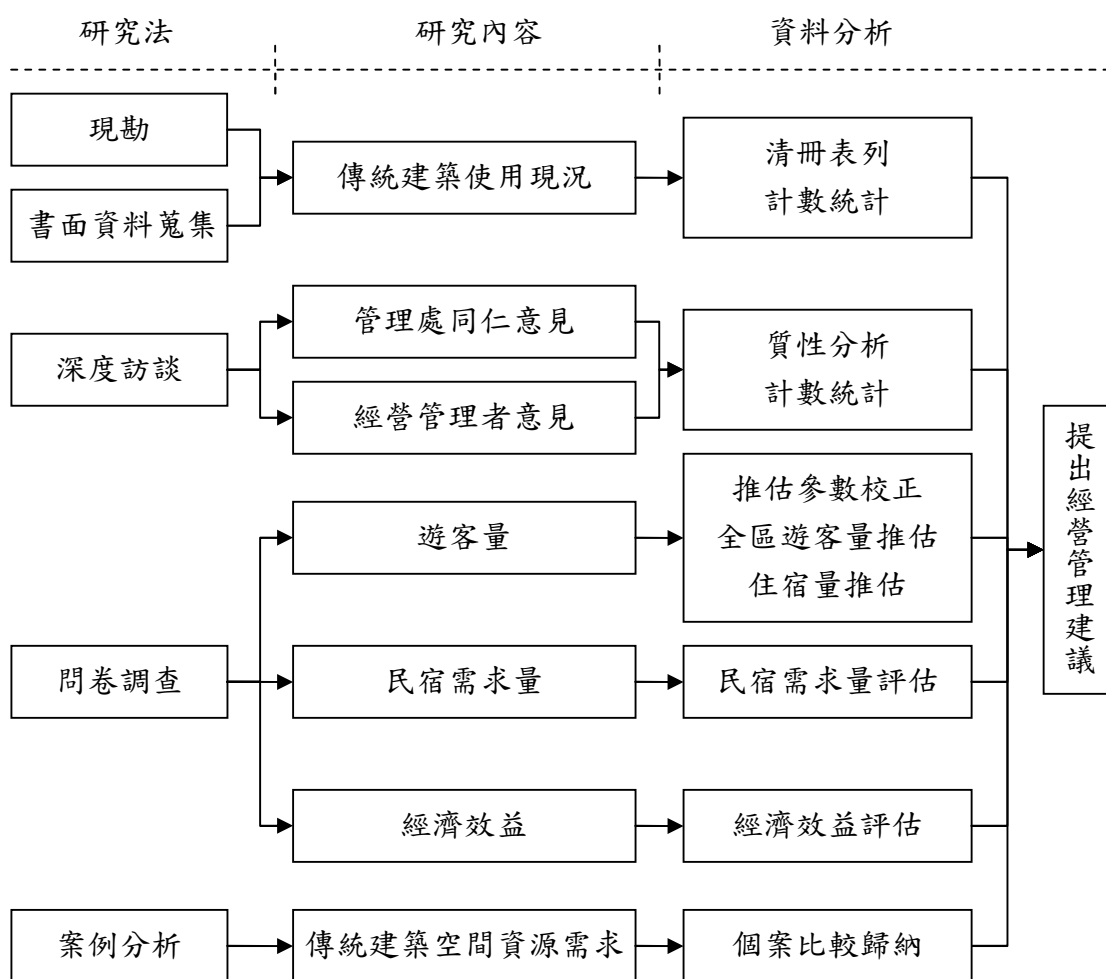 研究法
研究內容
資料分析
現勘
書面資料蒐集
傳統建築使用現況
清冊表列
計數統計
深度訪談
管理處同仁意見
經營管理者意見
質性分析
計數統計
問卷調查
遊客量
推估參數校正
全區遊客量推估
住宿量推估
民宿需求量
民宿需求量評估
經濟效益
經濟效益評估
案例分析
傳統建築空間資源需求
個案比較歸納
提出經營管理建議